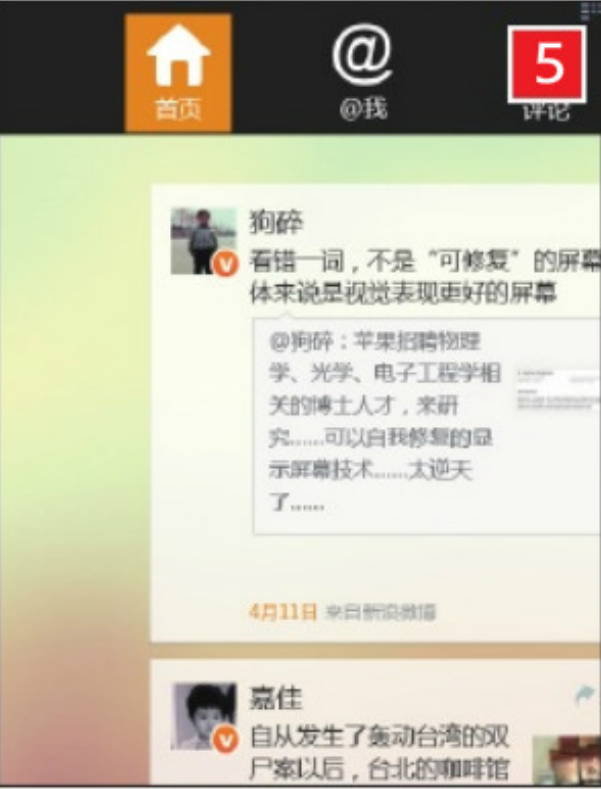 @
5
首页
@我
评论
狗碎
看错一词，不是“可修复”的屏幕
体来说是视觉表现更好的屏幕
@狗碎：苹果招聘物理
学、光学、电子工程学相
关的博士人才，来研
究……可以自我修复的显
示屏幕技术……太逆天
了……
4月11日 来自新浪微博
嘉佳
自从发生了轰动台湾的双
尸案以后，台北的咖啡馆